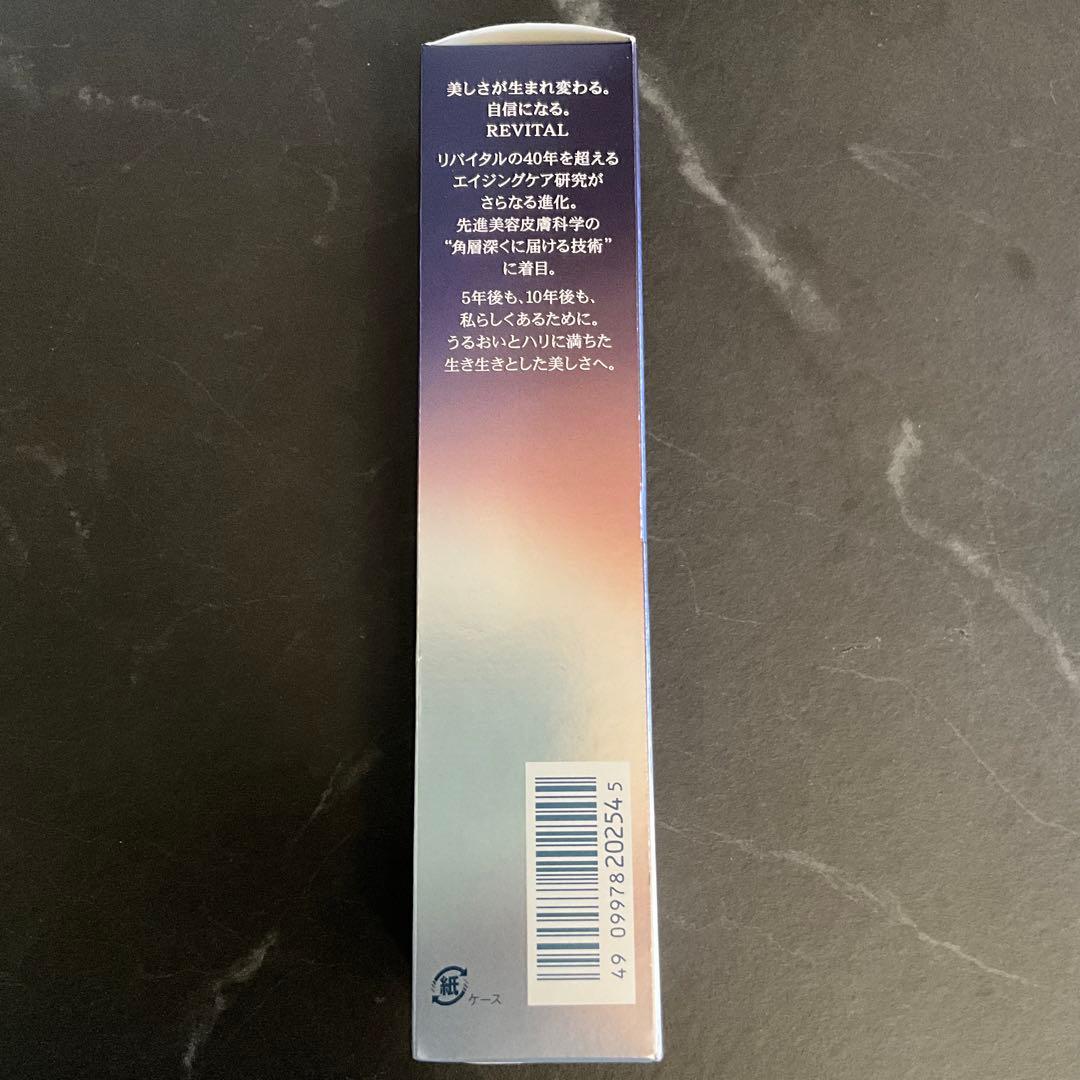 美しさが生まれ変わる。
自信になる。
REVITAL
リバイタルの40年を超える
エイジングケア研究が
さらなる進化。
先進美容皮膚科学の
“角層深くに届ける技術”
に着目。
5年後も、10年後も、
私らしくあるために。
うるおいとハリに満ちた
生き生きとした美しさへ。
4909978202545
紙
ケース